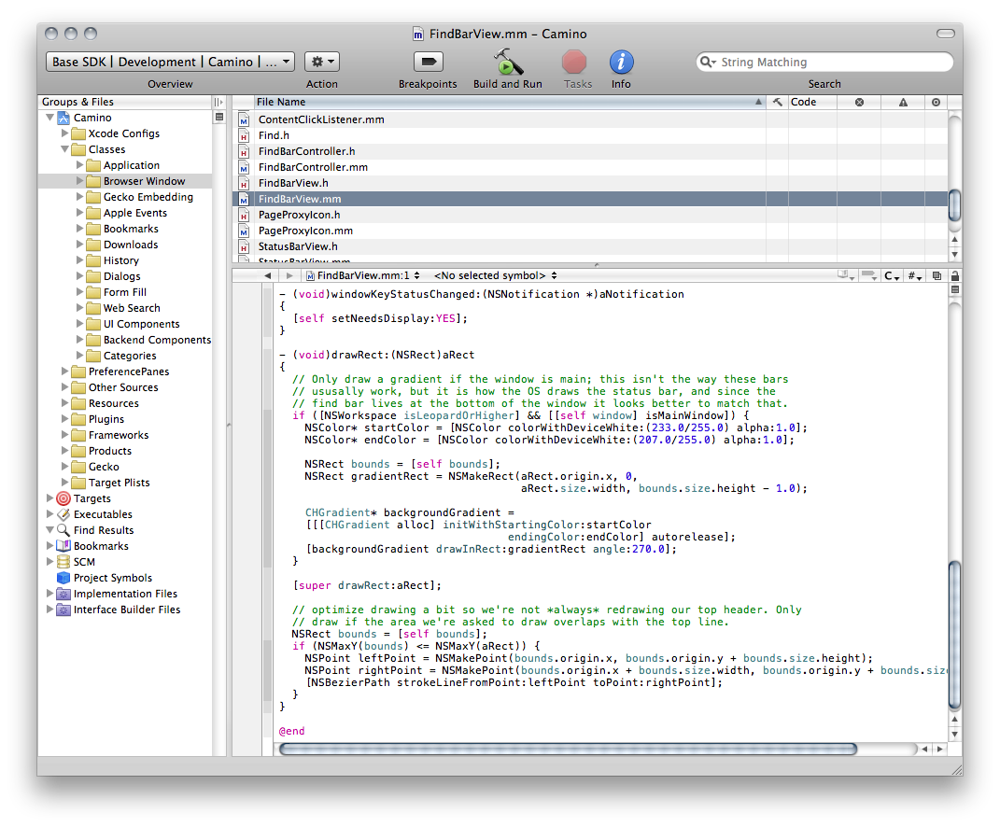 FindBarView.mm – Camino
Base SDK | Development | Camino | ...
String Matching
Overview
Action
Breakpoints
Build and Run
Tasks
Info
Search
Groups & Files
Camino
Xcode Configs
Classes
Application
Browser Window
Gecko Embedding
Apple Events
Bookmarks
Downloads
History
Dialogs
Form Fill
Web Search
UI Components
Backend Components
Categories
PreferencePanes
Other Sources
Resources
Plugins
Frameworks
Products
Gecko
Target Plists
Targets
Executables
Find Results
Bookmarks
SCM
Project Symbols
Implementation Files
Interface Builder Files
File Name
Code
ContentClickListener.mm
Find.h
FindBarController.h
FindBarController.mm
FindBarView.h
FindBarView.mm
PageProxyIcon.h
PageProxyIcon.mm
StatusBarView.h
StatusBarView.mm
FindBarView.mm:1 <No selected symbol> C #
- (void)windowKeyStatusChanged:(NSNotification *)aNotification
{
[self setNeedsDisplay:YES];
}
- (void)drawRect:(NSRect)aRect
{
// Only draw a gradient if the window is main; this isn't the way these bars
// ususally work, but it is how the OS draws the status bar, and since the
// find bar lives at the bottom of the window it looks better to match that.
if ([NSWorkspace isLeopardOrHigher] && [[self window] isMainWindow]) {
NSColor* startColor = [NSColor colorWithDeviceWhite:(233.0/255.0) alpha:1.0];
NSColor* endColor = [NSColor colorWithDeviceWhite:(207.0/255.0) alpha:1.0];
NSRect bounds = [self bounds];
NSRect gradientRect = NSMakeRect(aRect.origin.x, 0,
aRect.size.width, bounds.size.height - 1.0);
CHGradient* backgroundGradient =
[[[CHGradient alloc] initWithStartingColor:startColor
endingColor:endColor] autorelease];
[backgroundGradient drawInRect:gradientRect angle:270.0];
}
[super drawRect:aRect];
// optimize drawing a bit so we're not *always* redrawing our top header. Only
// draw if the area we're asked to draw overlaps with the top line.
NSRect bounds = [self bounds];
if (NSMaxY(bounds) <= NSMaxY(aRect)) {
NSPoint leftPoint = NSMakePoint(bounds.origin.x, bounds.origin.y + bounds.size.height);
NSPoint rightPoint = NSMakePoint(bounds.origin.x + bounds.size.width, bounds.origin.y + bounds.siz
[NSBezierPath strokeLineFromPoint:leftPoint toPoint:rightPoint];
}
}
@end